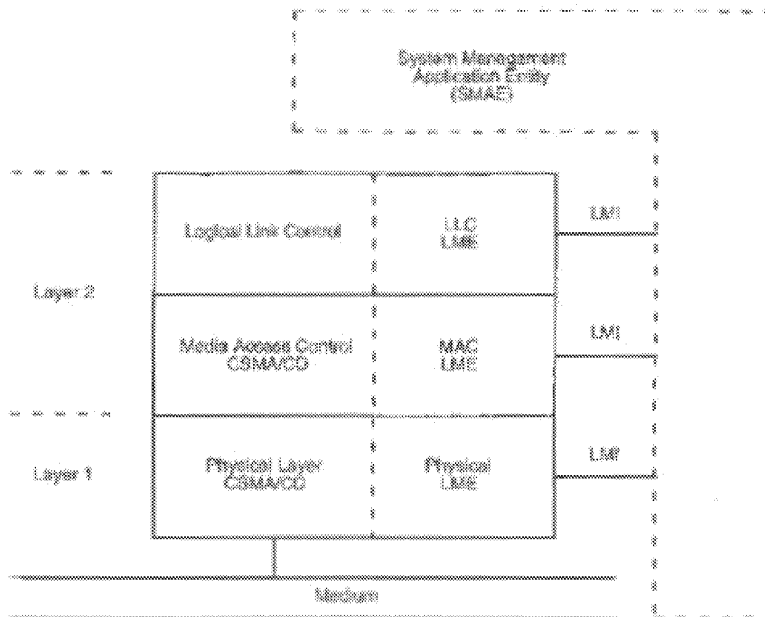 System Management
Application Entity
(SMAE)
Logical Link Control
LLC
LME
LMI
Layer 2
Media Access Control
CSMA/CD
MAC
LME
LMI
Layer 1
Physical Layer
CSMA/CD
Physical
LME
LMI
Medium